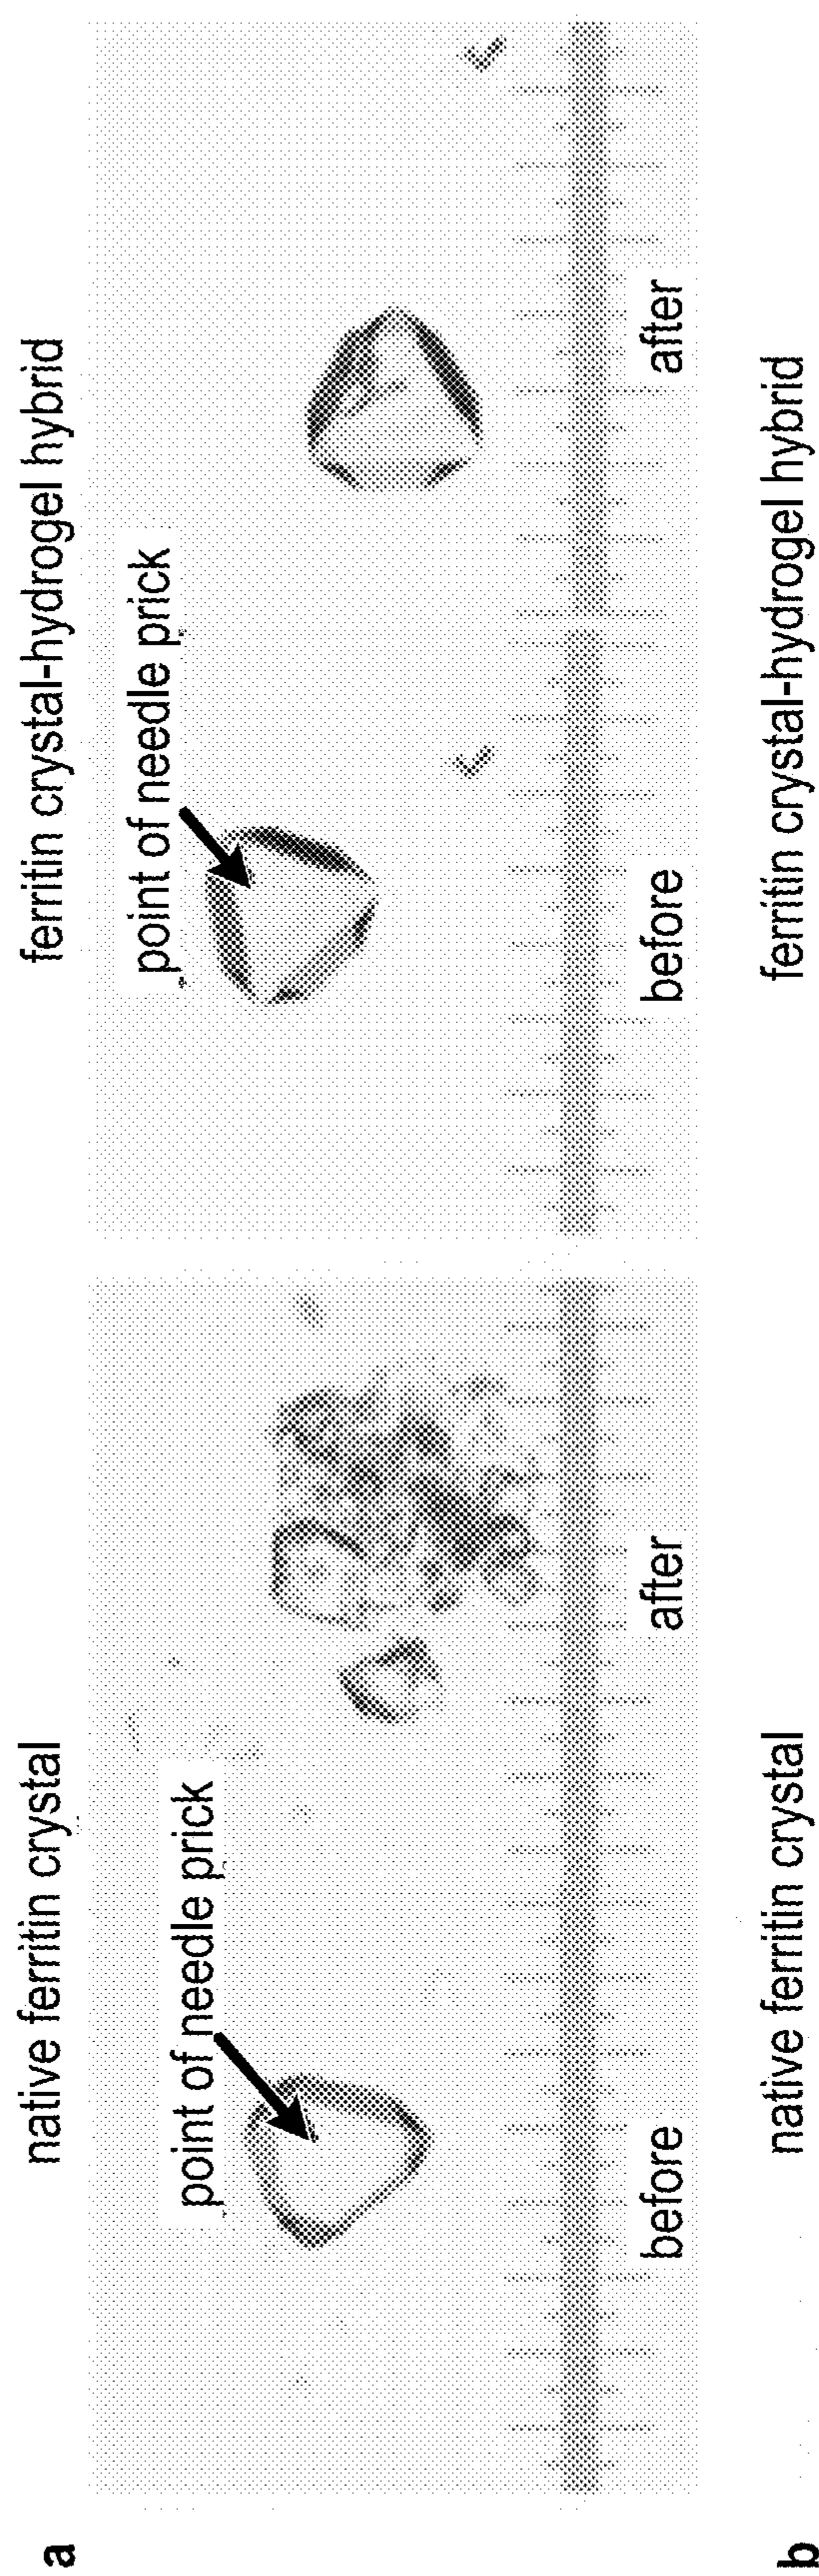 a
native ferritin crystal
ferritin crystal-hydrogel hybrid
point of needle prick
point of needle prick
before
after
before
after
b
native ferritin crystal
ferritin crystal-hydrogel hybrid